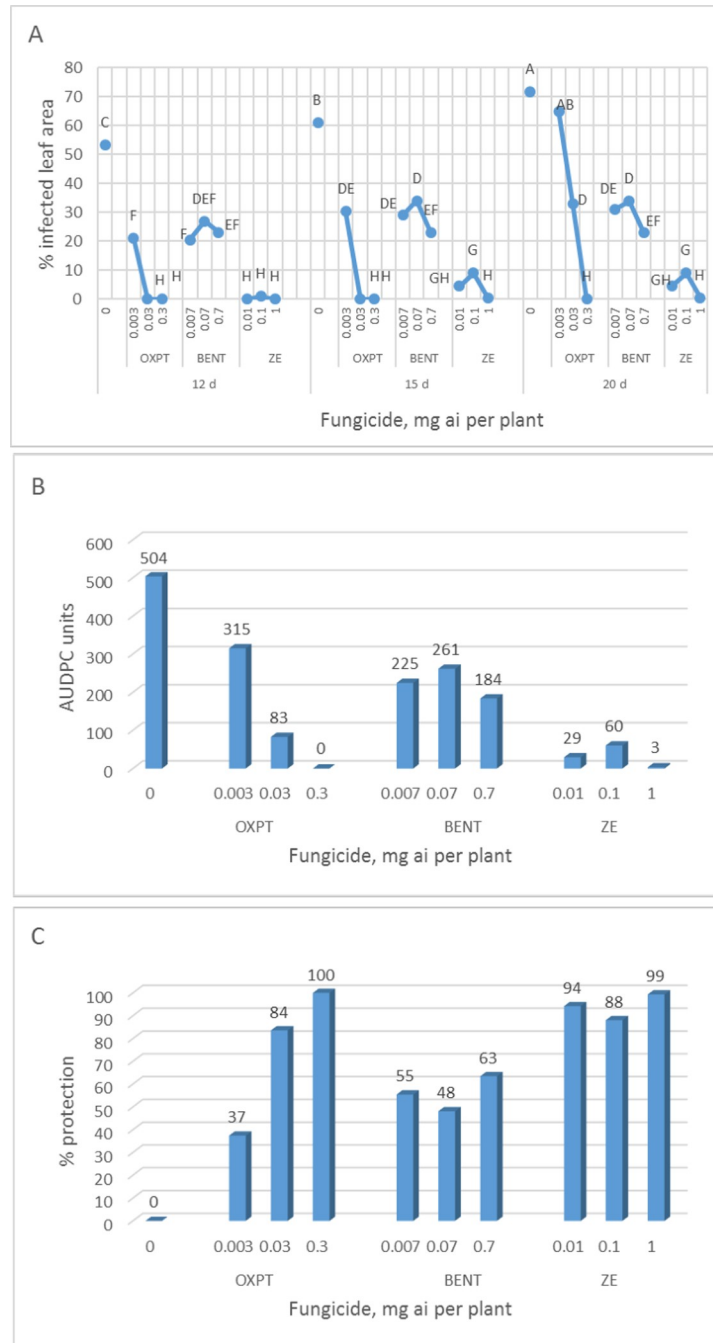 A
80
70
60
50
40
30
20
10
0
% infected leaf area
C
F
H
H
F
DEF
EF
H
H
H
B
DE
H
H
DE
D
EF
GH
G
H
A
AB
D
H
DE
D
EF
GH
G
H
0
0.003
0.03
0.3
0.007
0.07
0.7
0.01
0.1
1
0
0.003
0.03
0.3
0.007
0.07
0.7
0.01
0.1
1
0
0.003
0.03
0.3
0.007
0.07
0.7
0.01
0.1
1
OXPT BENT ZE OXPT BENT ZE OXPT BENT ZE
12 d 15 d 20 d
Fungicide, mg ai per plant
B
600
500
400
300
200
100
0
AUDPC units
504
315
83
0
225
261
184
29
60
3
0 0.003 0.03 0.3 0.007 0.07 0.7 0.01 0.1 1
OXPT BENT ZE
Fungicide, mg ai per plant
C
100
90
80
70
60
50
40
30
20
10
0
% protection
0
37
84
100
55
48
63
94
88
99
0 0.003 0.03 0.3 0.007 0.07 0.7 0.01 0.1 1
OXPT BENT ZE
Fungicide, mg ai per plant